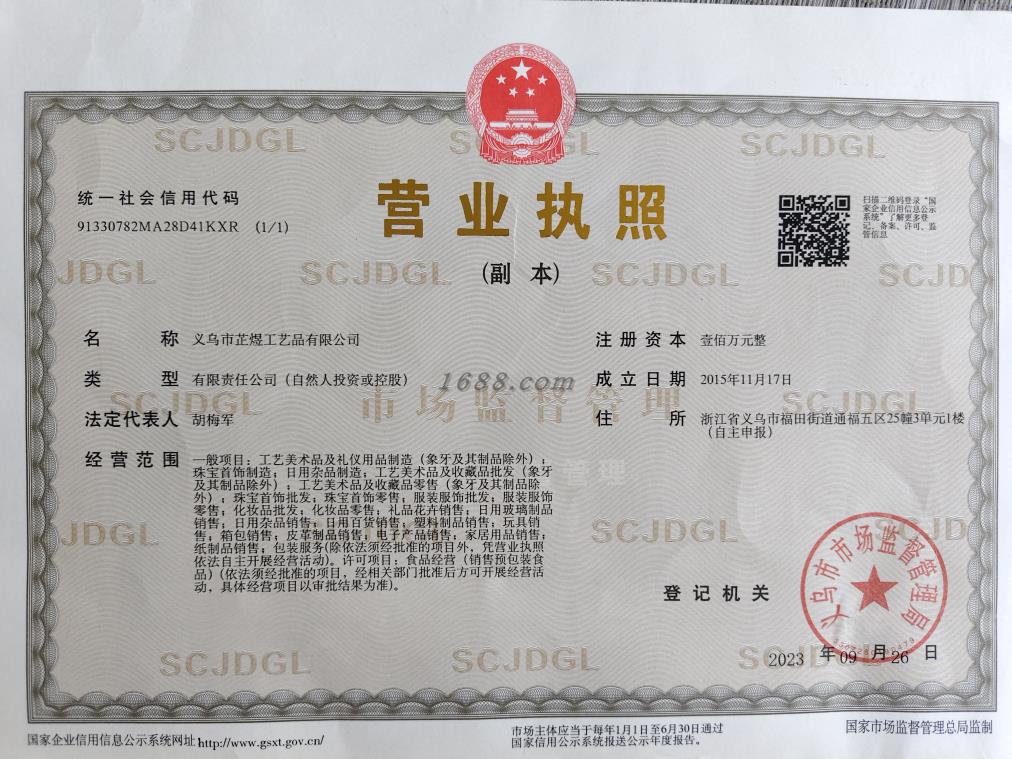 SCJDGL SCJDGL SCJDGL
统一社会信用代码
91330782MA28D41KXR (1/1)
营业执照
(副 本)
扫描二维码登录“国
家企业信用信息公示
系统”了解更多登
记、备案、许可、监
管信息
JDGL SCJDGL SCJDGL SCJDGL
名 称 义乌市芷煜工艺品有限公司
类 型 有限责任公司（自然人投资或控股）
法定代表人 胡梅军
经营范围 一般项目：工艺美术品及礼仪用品制造（象牙及其制品除外）；
珠宝首饰制造；日用杂品制造；工艺美术品及收藏品批发（象牙
及其制品除外）；工艺美术品及收藏品零售（象牙及其制品除
外）；珠宝首饰批发；珠宝首饰零售；服装服饰批发；服装服饰
零售；化妆品批发；化妆品零售；礼品花卉销售；日用玻璃制品
销售；日用杂品销售；日用百货销售；塑料制品销售；玩具销
售；箱包销售；皮革制品销售；电子产品销售；家居用品销售；
纸制品销售；包装服务(除依法须经批准的项目外，凭营业执照
依法自主开展经营活动)。许可项目：食品经营（销售预包装食
品）(依法须经批准的项目，经相关部门批准后方可开展经营活
动，具体经营项目以审批结果为准)。
注册资本 壹佰万元整
成立日期 2015年11月17日
住 所 浙江省义乌市福田街道通福五区25幢3单元1楼
（自主申报）
1688.com
SCJDGL 市场监督管理 SCJDGL
管理
JDGL SCJDGL SCJDGL
登记机关
义乌市市场监督管理局
2023 年 09 月 26 日
SCJDGL SCJDGL
国家企业信用信息公示系统网址 http://www.gsxt.gov.cn/
市场主体应当于每年1月1日至6月30日通过
国家信用公示系统报送公示年度报告。
国家市场监督管理总局监制